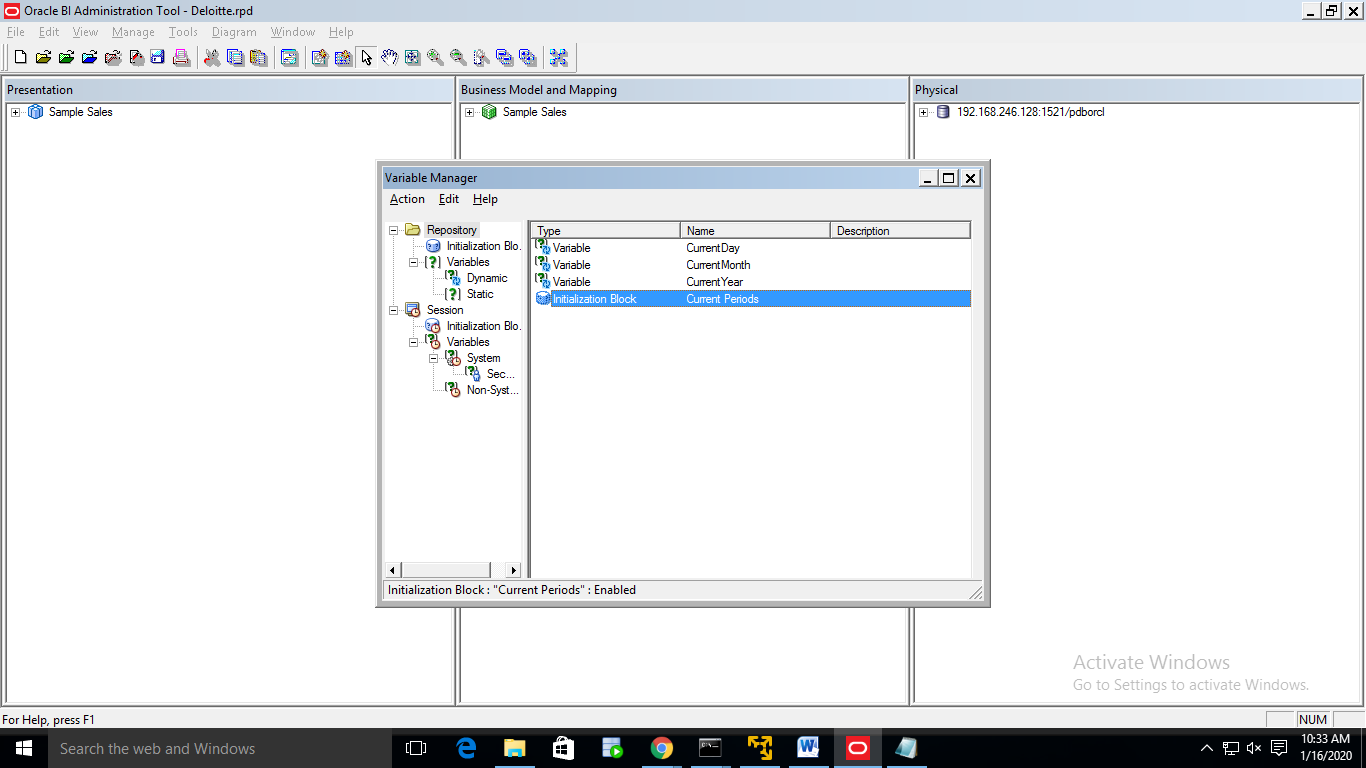 Oracle BI Administration Tool - Deloitte.rpd
File Edit View Manage Tools Diagram Window Help
Presentation
Business Model and Mapping
Physical
Sample Sales
Sample Sales
192.168.246.128:1521/pdborcl
Variable Manager
Action Edit Help
Repository
Initialization Blo.
Variables
Dynamic
Static
Session
Initialization Blo.
Variables
System
Sec...
Non-Syst...
Type Name Description
Variable CurrentDay
Variable CurrentMonth
Variable CurrentYear
Initialization Block Current Periods
Initialization Block : "Current Periods" : Enabled
Activate Windows
Go to Settings to activate Windows.
For Help, press F1
NUM
Search the web and Windows
10:33 AM
1/16/2020